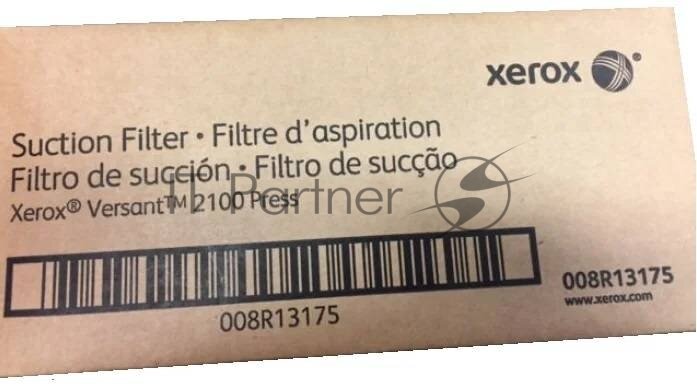 xerox®
Suction Filter • Filtre d'aspiration
Filtro de succión • Filtro de sucção
Xerox® Versant™ 2100 Press
IT Partner
008R13175
008R13175
www.xerox.com